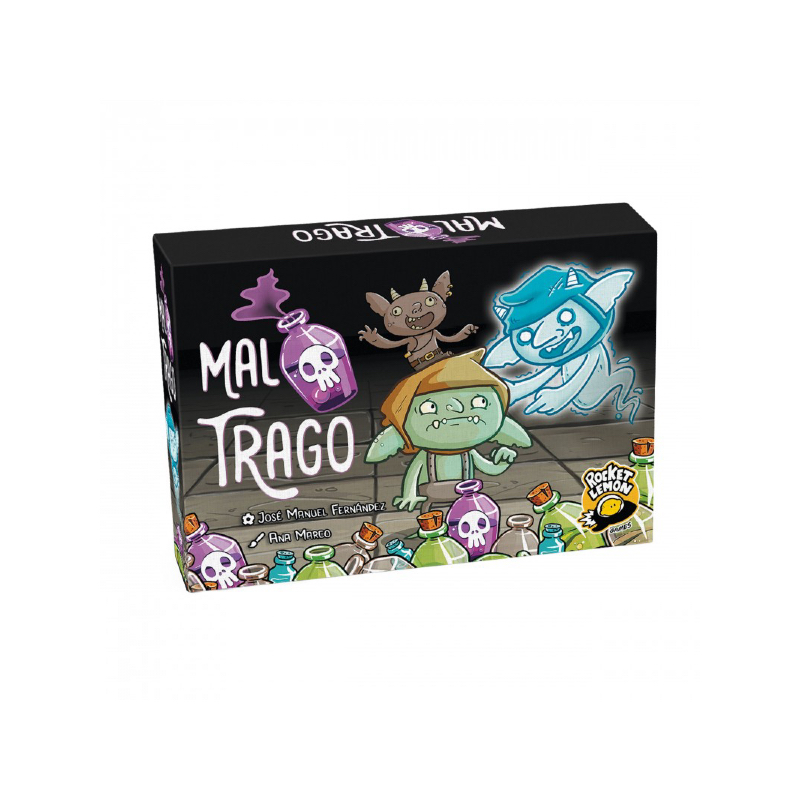 MAL TRAGO
MAL
TRAGO
JOSÉ MANUEL FERNÁNDEZ
ANA MARCO
ROCKET
LEMON
GAMES